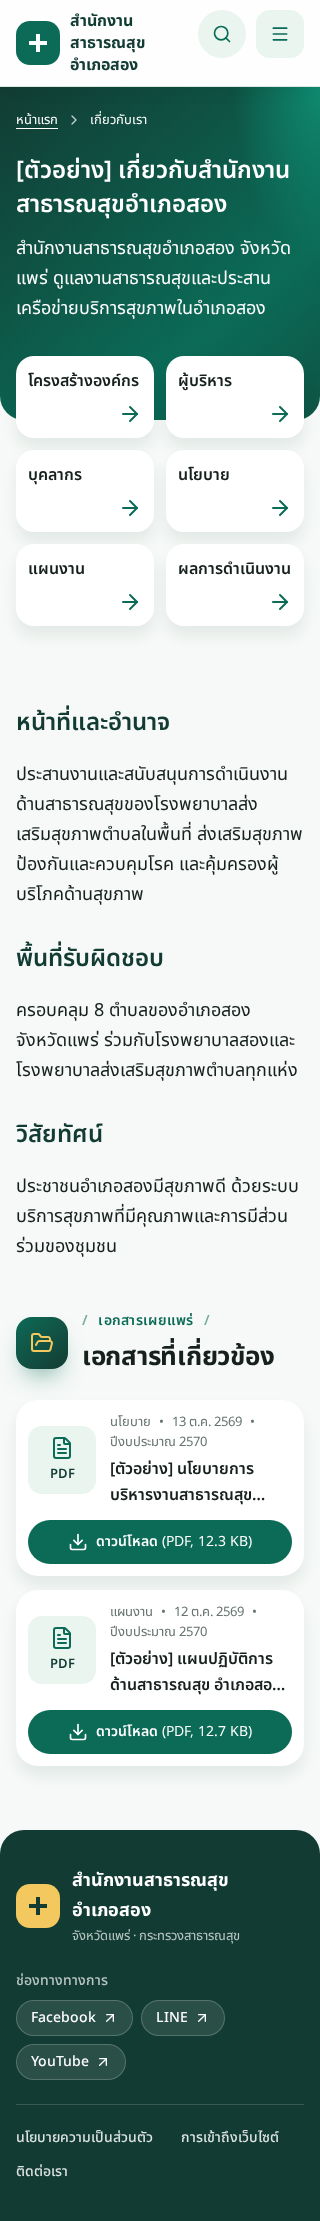 สำนักงาน
สาธารณสุข
อำเภอสอง
หน้าแรก > เกี่ยวกับเรา
[ตัวอย่าง] เกี่ยวกับสำนักงาน
สาธารณสุขอำเภอสอง
สำนักงานสาธารณสุขอำเภอสอง จังหวัด
แพร่ ดูแลงานสาธารณสุขและประสาน
เครือข่ายบริการสุขภาพในอำเภอสอง
โครงสร้างองค์กร
ผู้บริหาร
บุคลากร
นโยบาย
แผนงาน
ผลการดำเนินงาน
หน้าที่และอำนาจ
ประสานงานและสนับสนุนการดำเนินงาน
ด้านสาธารณสุขของโรงพยาบาลส่ง
เสริมสุขภาพตำบลในพื้นที่ ส่งเสริมสุขภาพ
ป้องกันและควบคุมโรค และคุ้มครองผู้
บริโภคด้านสุขภาพ
พื้นที่รับผิดชอบ
ครอบคลุม 8 ตำบลของอำเภอสอง
จังหวัดแพร่ ร่วมกับโรงพยาบาลสองและ
โรงพยาบาลส่งเสริมสุขภาพตำบลทุกแห่ง
วิสัยทัศน์
ประชาชนอำเภอสองมีสุขภาพดี ด้วยระบบ
บริการสุขภาพที่มีคุณภาพและการมีส่วน
ร่วมของชุมชน
/ เอกสารเผยแพร่ /
เอกสารที่เกี่ยวข้อง
PDF
นโยบาย • 13 ต.ค. 2569 •
ปีงบประมาณ 2570
[ตัวอย่าง] นโยบายการ
บริหารงานสาธารณสุข...
ดาวน์โหลด (PDF, 12.3 KB)
PDF
แผนงาน • 12 ต.ค. 2569 •
ปีงบประมาณ 2570
[ตัวอย่าง] แผนปฏิบัติการ
ด้านสาธารณสุข อำเภอสอ...
ดาวน์โหลด (PDF, 12.7 KB)
สำนักงานสาธารณสุข
อำเภอสอง
จังหวัดแพร่ · กระทรวงสาธารณสุข
ช่องทางทางการ
Facebook
LINE
YouTube
นโยบายความเป็นส่วนตัว
การเข้าถึงเว็บไซต์
ติดต่อเรา